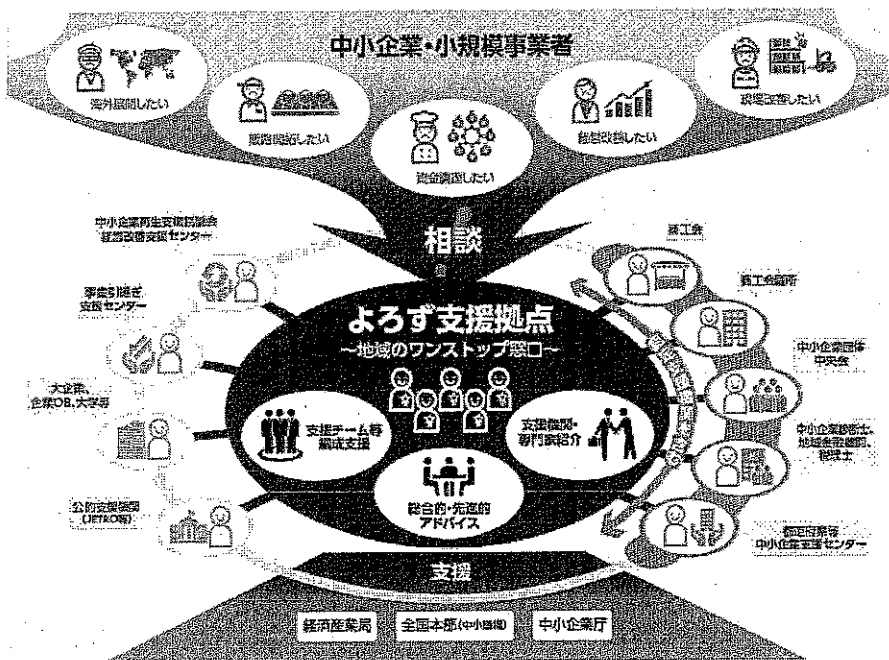 中小企業・小規模事業者
海外展開したい
販路開拓したい
資金調達したい
経営改善したい
現場改善したい
相談
中小企業再生支援協議会
経営改善支援センター
事業引継ぎ
支援センター
大企業、
企業OB、大学等
公的支援機関
(JETRO等)
よろず支援拠点
~地域のワンストップ窓口~
支援チーム等
編成支援
総合的・先進的
アドバイス
支援機関・
専門家紹介
商工会
商工会議所
中小企業団体
中央会
中小企業診断士、
地域金融機関、
税理士
都道府県等
中小企業支援センター
支援
経済産業局
全国本部(中小機構)
中小企業庁